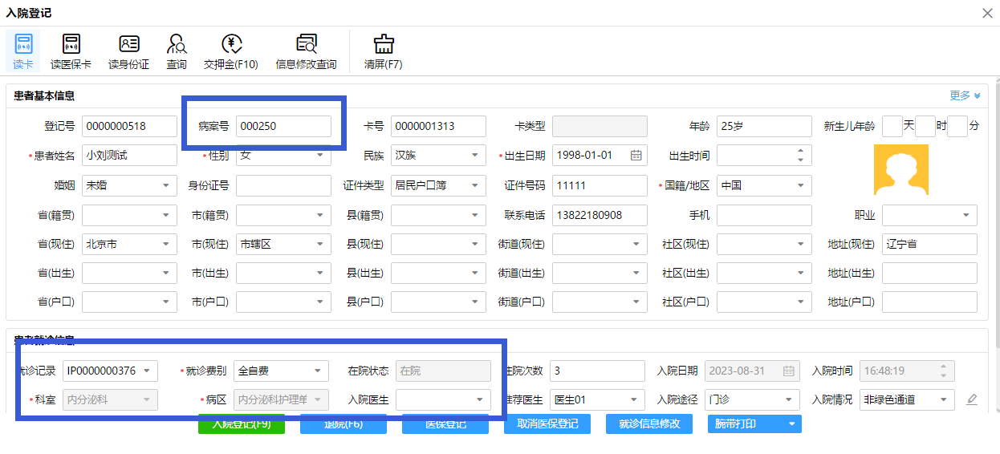 入院登记
读卡 读医保卡 读身份证 查询 交押金(F10) 信息修改查询 清屏(F7)
患者基本信息 更多
登记号 0000000518 病案号 000250 卡号 0000001313 卡类型 年龄 25岁 新生儿年龄 天 时 分
患者姓名 小刘测试 性别 女 民族 汉族 出生日期 1998-01-01 出生时间
婚姻 未婚 身份证号 证件类型 居民户口簿 证件号码 11111 国籍/地区 中国
省(籍贯) 市(籍贯) 县(籍贯) 联系电话 13822180908 手机 职业
省(现住) 北京市 市(现住) 市辖区 县(现住) 街道(现住) 社区(现住) 地址(现住) 辽宁省
省(出生) 市(出生) 县(出生) 街道(出生) 社区(出生) 地址(出生)
省(户口) 市(户口) 县(户口) 街道(户口) 社区(户口) 地址(户口)
患者就诊信息
就诊记录 IP0000000376 就诊费别 全自费 在院状态 在院 住院次数 3 入院日期 2023-08-31 入院时间 16:48:19
科室 内分泌科 病区 内分泌科护理单 入院医生 推荐医生 医生01 入院途径 门诊 入院情况 非绿色通道
入院登记(F9) 退院(F6) 医保登记 取消医保登记 就诊信息修改 腕带打印